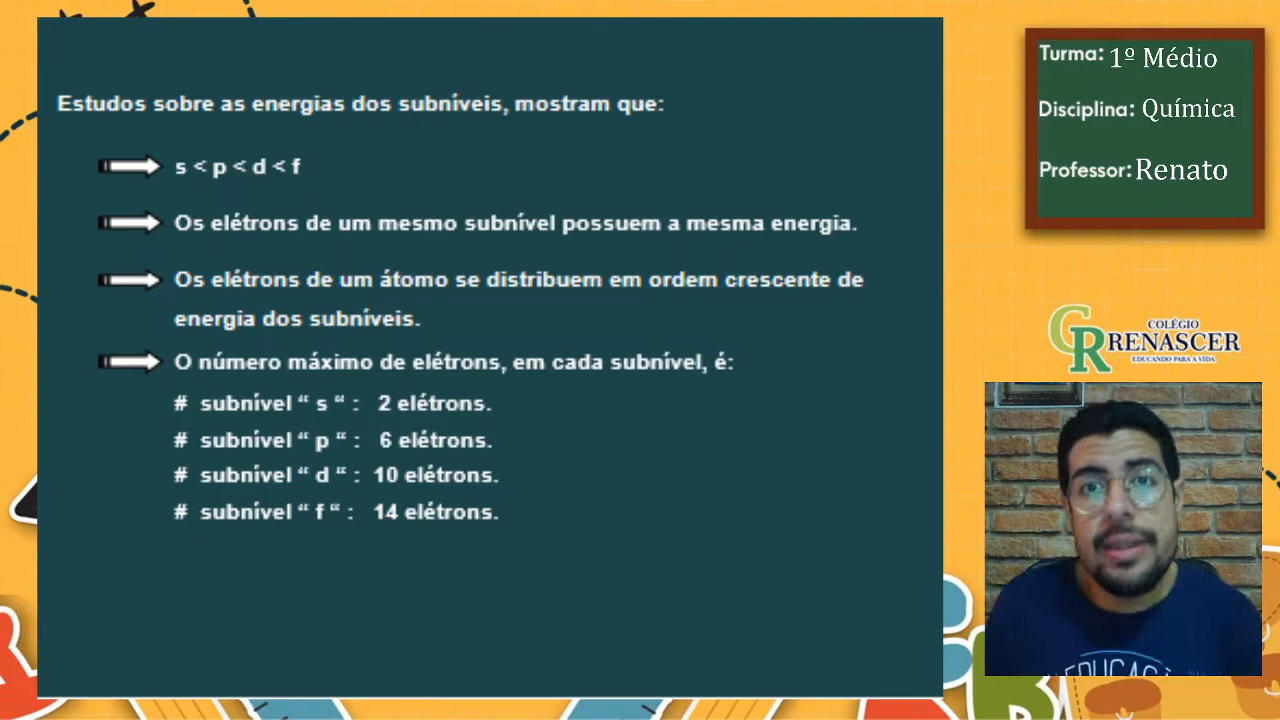 Estudos sobre as energias dos subníveis, mostram que:
s < p < d < f
Os elétrons de um mesmo subnível possuem a mesma energia.
Os elétrons de um átomo se distribuem em ordem crescente de
energia dos subníveis.
O número máximo de elétrons, em cada subnível, é:
# subnível “ s “ : 2 elétrons.
# subnível “ p “ : 6 elétrons.
# subnível “ d “ : 10 elétrons.
# subnível “ f “ : 14 elétrons.
Turma: 1º Médio
Disciplina: Química
Professor: Renato
CR
COLÉGIO
RENASCER
EDUCANDO PARA A VIDA